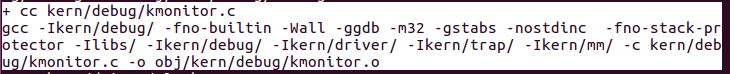 + cc kern/debug/kmonitor.c
gcc -Ikern/debug/ -fno-builtin -Wall -ggdb -m32 -gstabs -nostdinc  -fno-stack-pr
otector -Ilibs/ -Ikern/debug/ -Ikern/driver/ -Ikern/trap/ -Ikern/mm/ -c kern/deb
ug/kmonitor.c -o obj/kern/debug/kmonitor.o